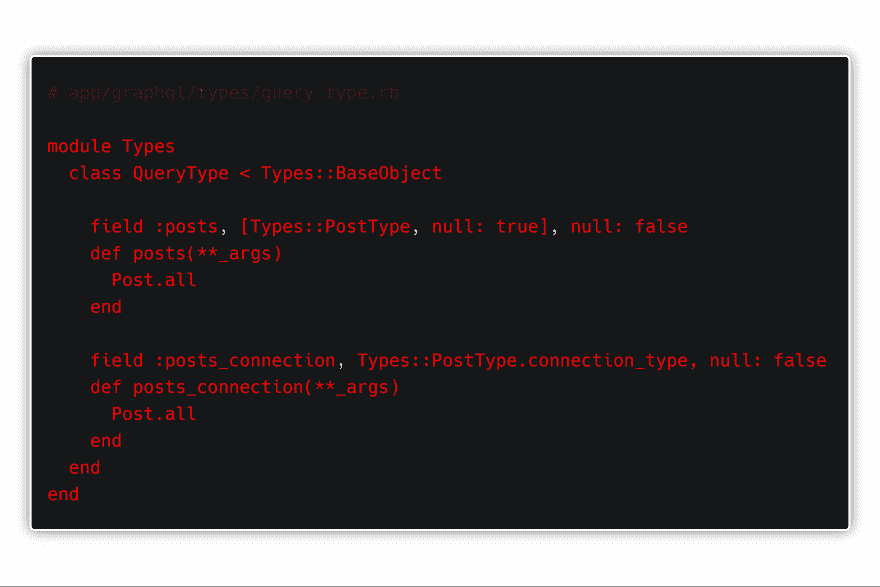 # app/graphql/types/query type.rb
module Types
class QueryType < Types::BaseObject
field :posts, [Types::PostType, null: true], null: false
def posts(**_args)
Post.all
end
field :posts_connection, Types::PostType.connection_type, null: false
def posts_connection(**_args)
Post.all
end
end
end